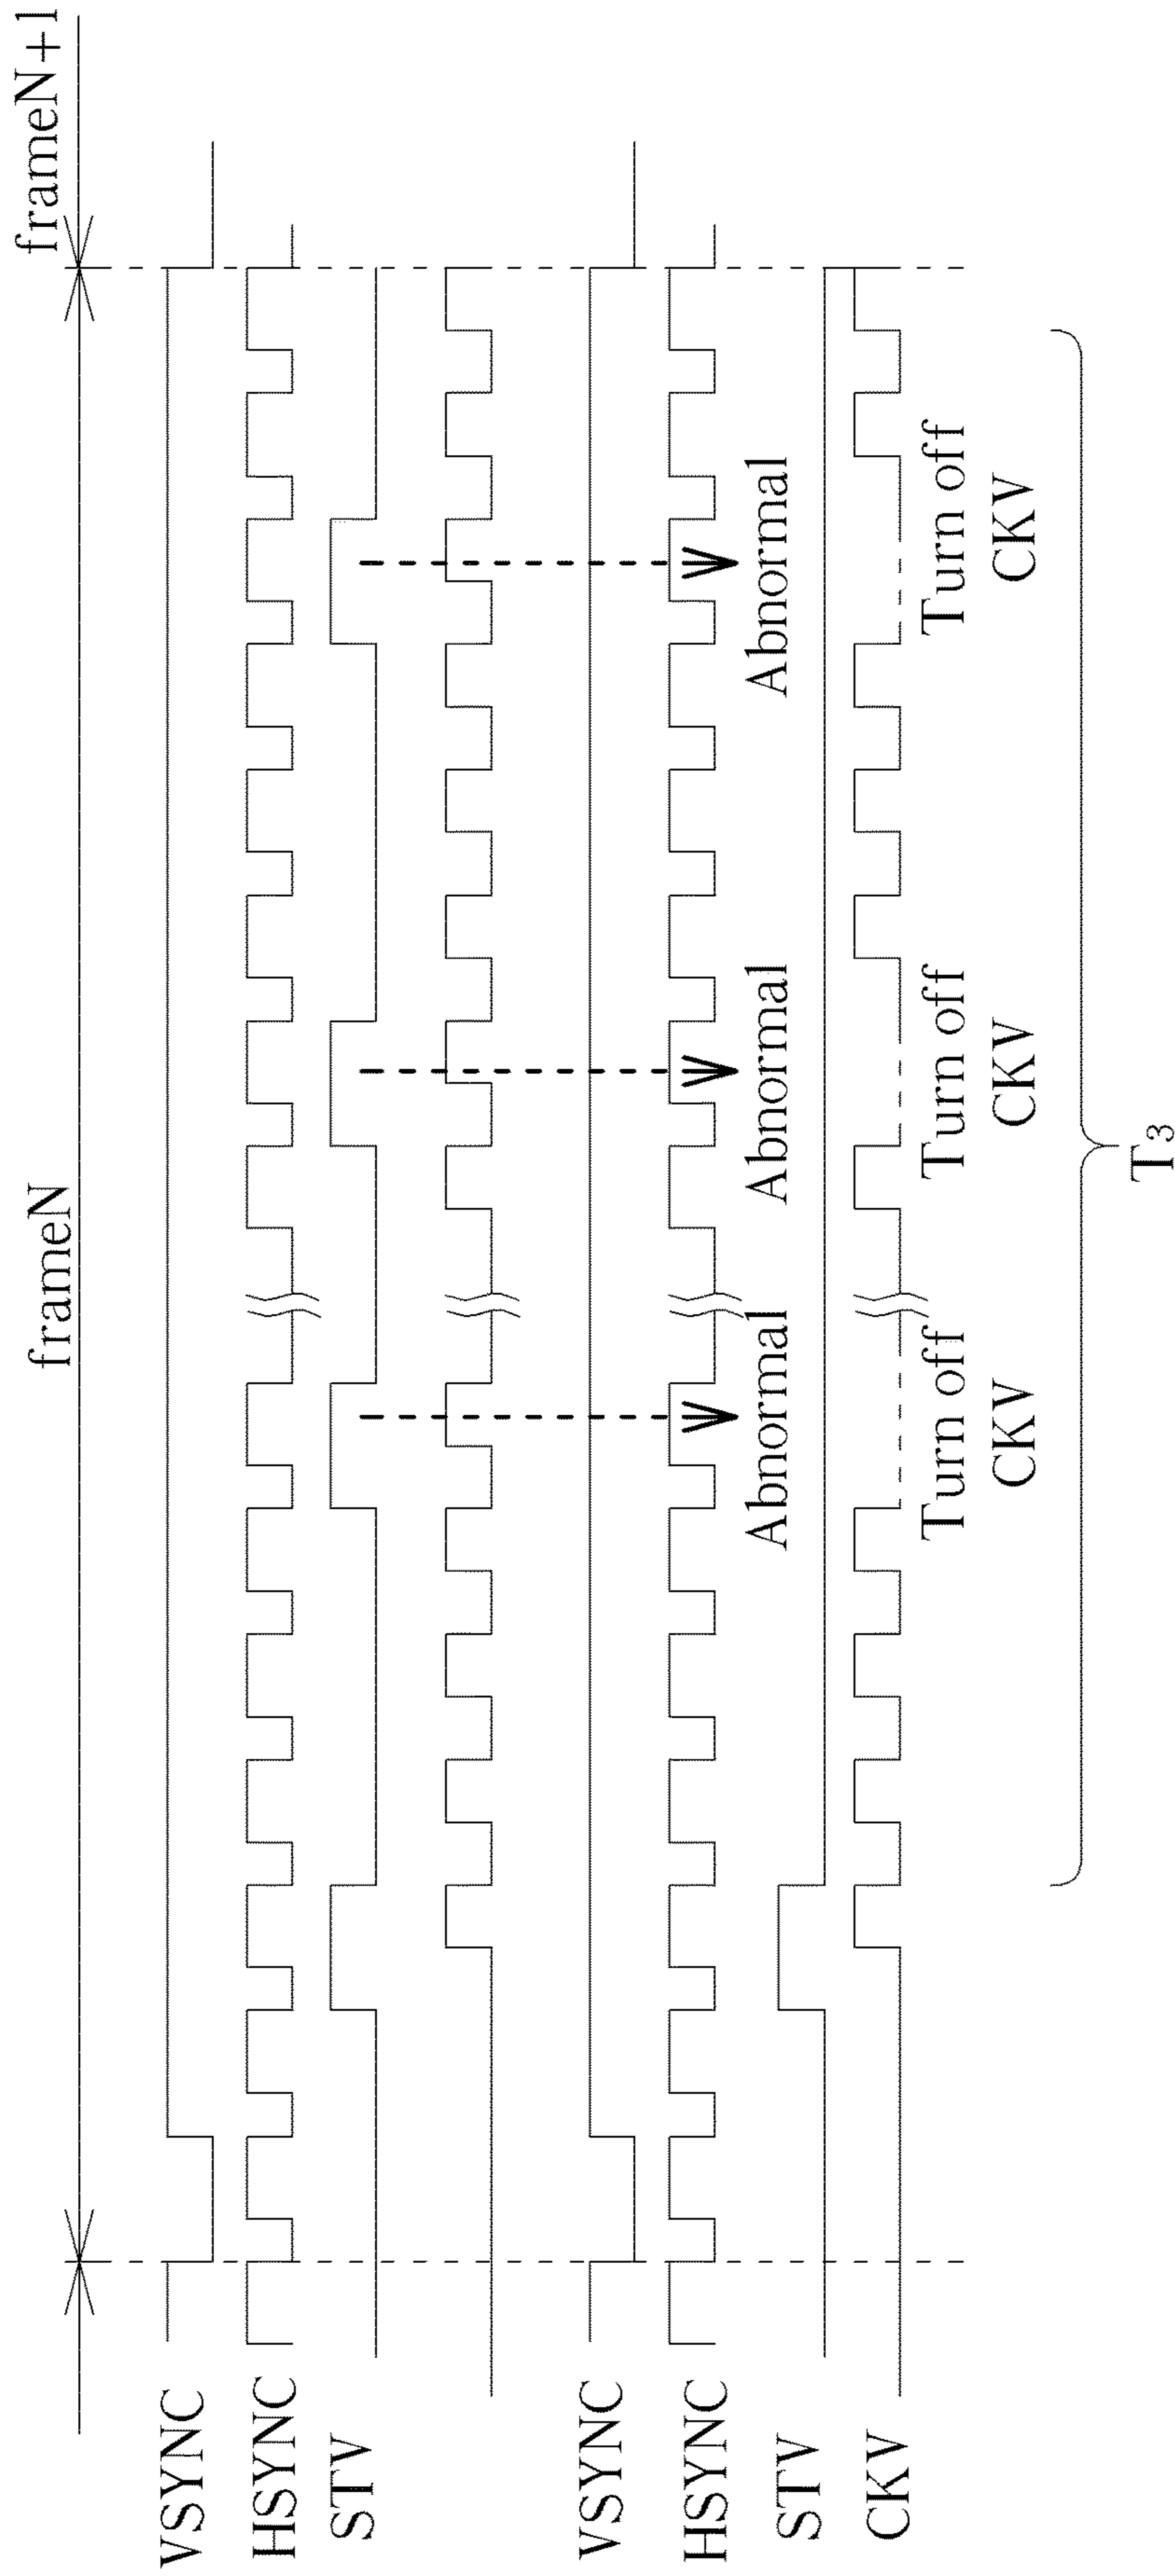 frameN
frameN+1
VSYNC
HSYNC
STV
VSYNC
HSYNC
Abnormal
Abnormal
Abnormal
STV
CKV
Turn off
CKV
Turn off
CKV
Turn off
CKV
T3